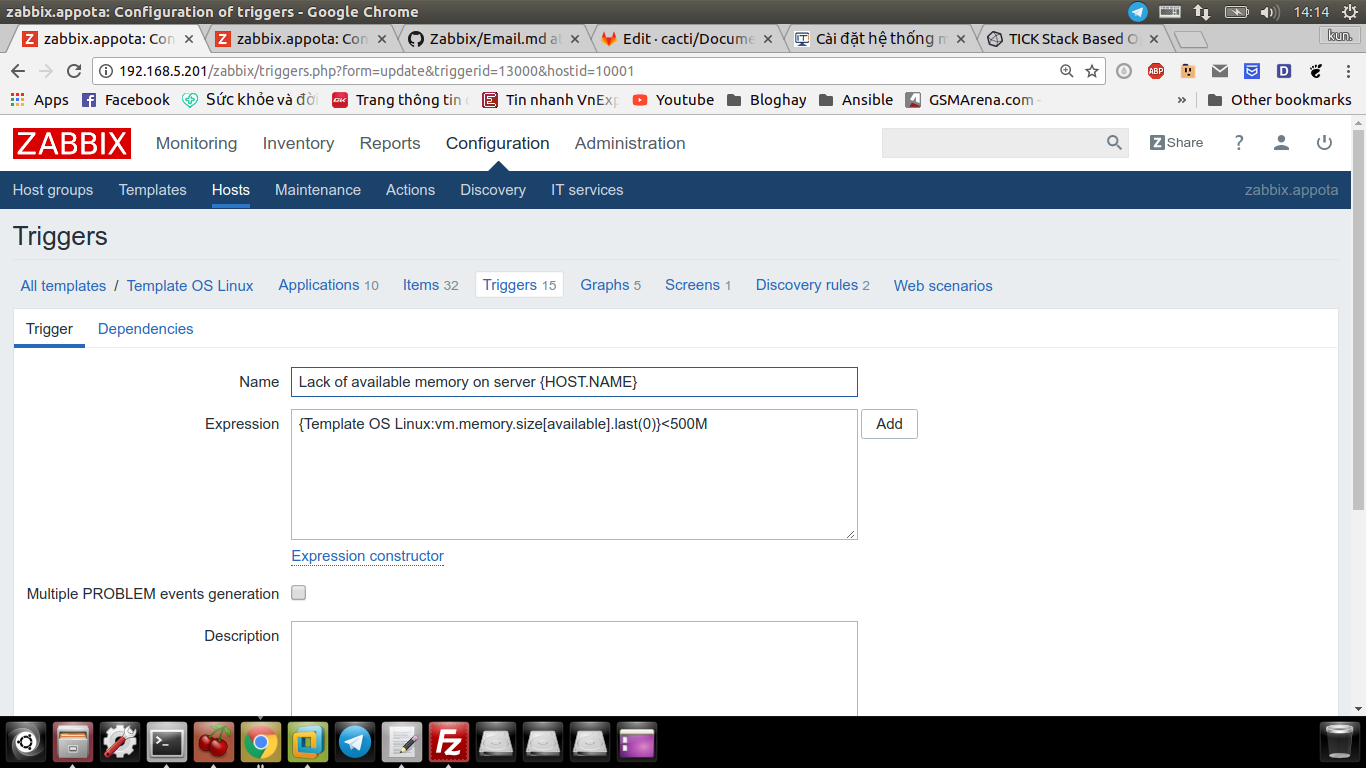 zabbix.appota: Configuration of triggers - Google Chrome
14:14
zabbix.appota: Con
zabbix.appota: Con
Zabbix/Email.md at
Edit · cacti/Docume
Cài đặt hệ thống m
TICK Stack Based O
kun.
192.168.5.201/zabbix/triggers.php?form=update&triggerid=13000&hostid=10001
ABP
D
Apps
Facebook
Sức khỏe và đời
GK
Trang thông tin
E
Tin nhanh VnExp
Youtube
Bloghay
Ansible
GSMArena.com -
»
Other bookmarks
ZABBIX
Monitoring
Inventory
Reports
Configuration
Administration
Z Share
?
Host groups
Templates
Hosts
Maintenance
Actions
Discovery
IT services
zabbix.appota
Triggers
All templates / Template OS Linux
Applications 10
Items 32
Triggers 15
Graphs 5
Screens 1
Discovery rules 2
Web scenarios
Trigger
Dependencies
Name
Lack of available memory on server {HOST.NAME}
Expression
{Template OS Linux:vm.memory.size[available].last(0)}<500M
Add
Expression constructor
Multiple PROBLEM events generation
Description
Fz